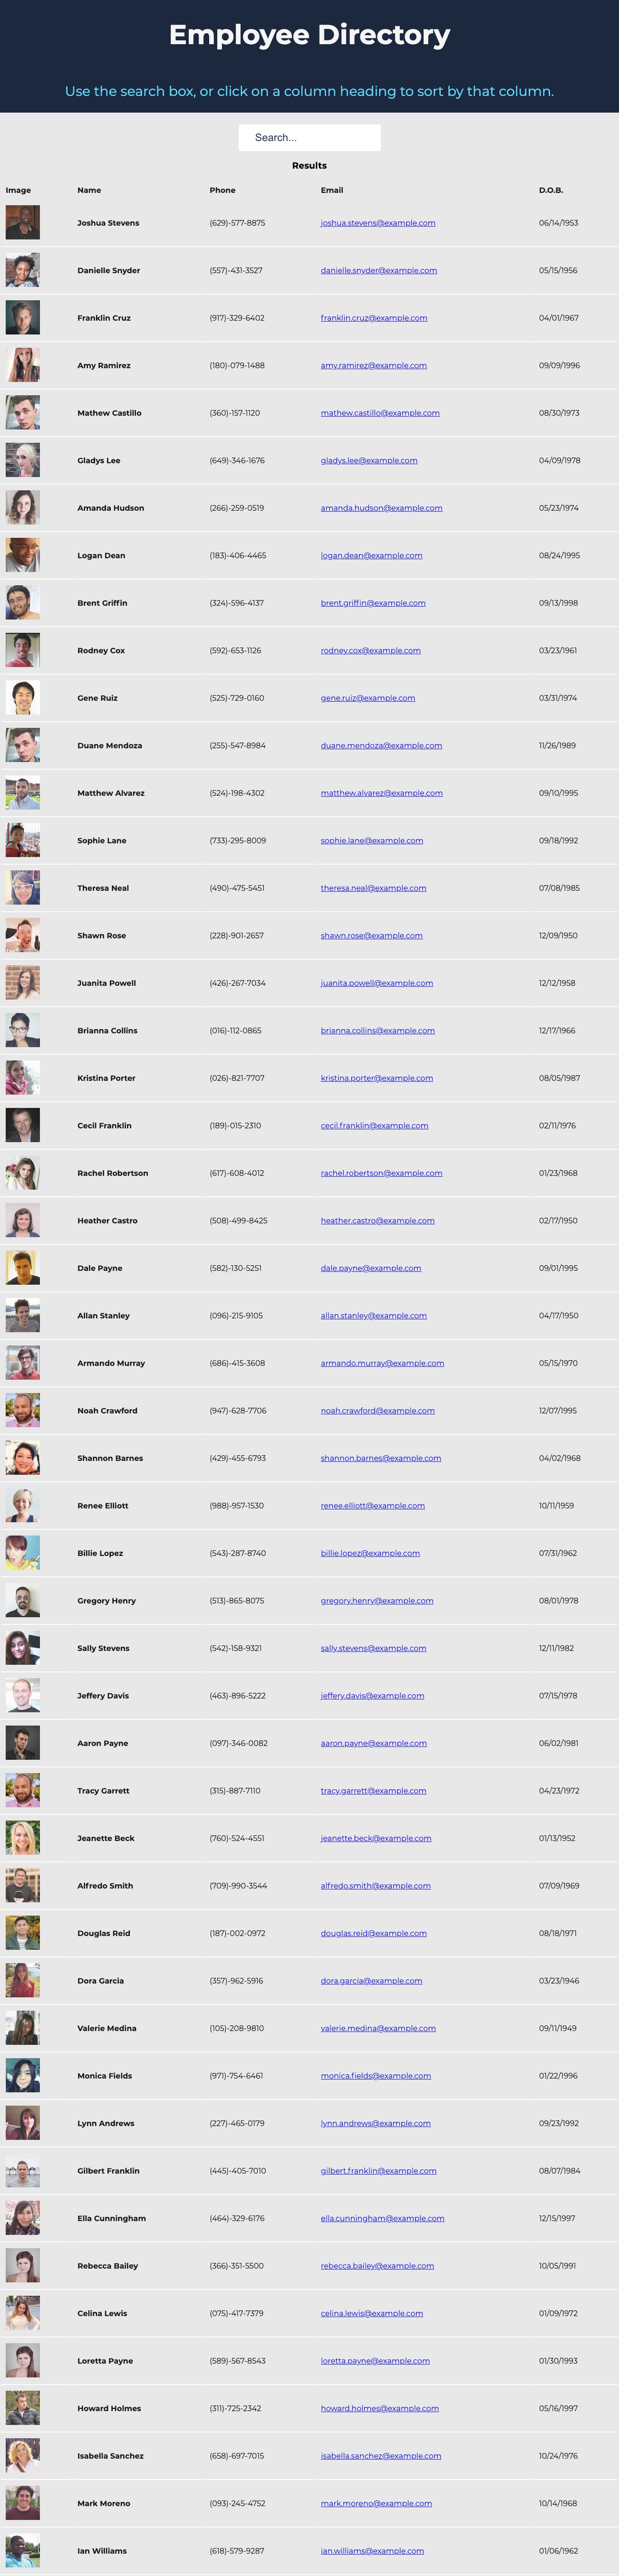 Employee Directory
Use the search box, or click on a column heading to sort by that column.
Search...
Results
Image Name Phone Email D.O.B.
Joshua Stevens (629)-577-8875 joshua.stevens@example.com 06/14/1953
Danielle Snyder (557)-431-3527 danielle.snyder@example.com 05/15/1956
Franklin Cruz (917)-329-6402 franklin.cruz@example.com 04/01/1967
Amy Ramirez (180)-079-1488 amy.ramirez@example.com 09/09/1996
Mathew Castillo (360)-157-1120 mathew.castillo@example.com 08/30/1973
Gladys Lee (649)-346-1676 gladys.lee@example.com 04/09/1978
Amanda Hudson (266)-259-0519 amanda.hudson@example.com 05/23/1974
Logan Dean (183)-406-4465 logan.dean@example.com 08/24/1995
Brent Griffin (324)-596-4137 brent.griffin@example.com 09/13/1998
Rodney Cox (592)-653-1126 rodney.cox@example.com 03/23/1961
Gene Ruiz (525)-729-0160 gene.ruiz@example.com 03/31/1974
Duane Mendoza (255)-547-8984 duane.mendoza@example.com 11/26/1989
Matthew Alvarez (524)-198-4302 matthew.alvarez@example.com 09/10/1995
Sophie Lane (733)-295-8009 sophie.lane@example.com 09/18/1992
Theresa Neal (490)-475-5451 theresa.neal@example.com 07/08/1985
Shawn Rose (228)-901-2657 shawn.rose@example.com 12/09/1950
Juanita Powell (426)-267-7034 juanita.powell@example.com 12/12/1958
Brianna Collins (016)-112-0865 brianna.collins@example.com 12/17/1966
Kristina Porter (026)-821-7707 kristina.porter@example.com 08/05/1987
Cecil Franklin (189)-015-2310 cecil.franklin@example.com 02/11/1976
Rachel Robertson (617)-608-4012 rachel.robertson@example.com 01/23/1968
Heather Castro (508)-499-8425 heather.castro@example.com 02/17/1950
Dale Payne (582)-130-5251 dale.payne@example.com 09/01/1995
Allan Stanley (096)-215-9105 allan.stanley@example.com 04/17/1950
Armando Murray (686)-415-3608 armando.murray@example.com 05/15/1970
Noah Crawford (947)-628-7706 noah.crawford@example.com 12/07/1995
Shannon Barnes (429)-455-6793 shannon.barnes@example.com 04/02/1968
Renee Elliott (988)-957-1530 renee.elliott@example.com 10/11/1959
Billie Lopez (543)-287-8740 billie.lopez@example.com 07/31/1962
Gregory Henry (513)-865-8075 gregory.henry@example.com 08/01/1978
Sally Stevens (542)-158-9321 sally.stevens@example.com 12/11/1982
Jeffery Davis (463)-896-5222 jeffery.davis@example.com 07/15/1978
Aaron Payne (097)-346-0082 aaron.payne@example.com 06/02/1981
Tracy Garrett (315)-887-7110 tracy.garrett@example.com 04/23/1972
Jeanette Beck (760)-524-4551 jeanette.beck@example.com 01/13/1952
Alfredo Smith (709)-990-3544 alfredo.smith@example.com 07/09/1969
Douglas Reid (187)-002-0972 douglas.reid@example.com 08/18/1971
Dora Garcia (357)-962-5916 dora.garcia@example.com 03/23/1946
Valerie Medina (105)-208-9810 valerie.medina@example.com 09/11/1949
Monica Fields (971)-754-6461 monica.fields@example.com 01/22/1996
Lynn Andrews (227)-465-0179 lynn.andrews@example.com 09/23/1992
Gilbert Franklin (445)-405-7010 gilbert.franklin@example.com 08/07/1984
Ella Cunningham (464)-329-6176 ella.cunningham@example.com 12/15/1997
Rebecca Bailey (366)-351-5500 rebecca.bailey@example.com 10/05/1991
Celina Lewis (075)-417-7379 celina.lewis@example.com 01/09/1972
Loretta Payne (589)-567-8543 loretta.payne@example.com 01/30/1993
Howard Holmes (311)-725-2342 howard.holmes@example.com 05/16/1997
Isabella Sanchez (658)-697-7015 isabella.sanchez@example.com 10/24/1976
Mark Moreno (093)-245-4752 mark.moreno@example.com 10/14/1968
Ian Williams (618)-579-9287 ian.williams@example.com 01/06/1962